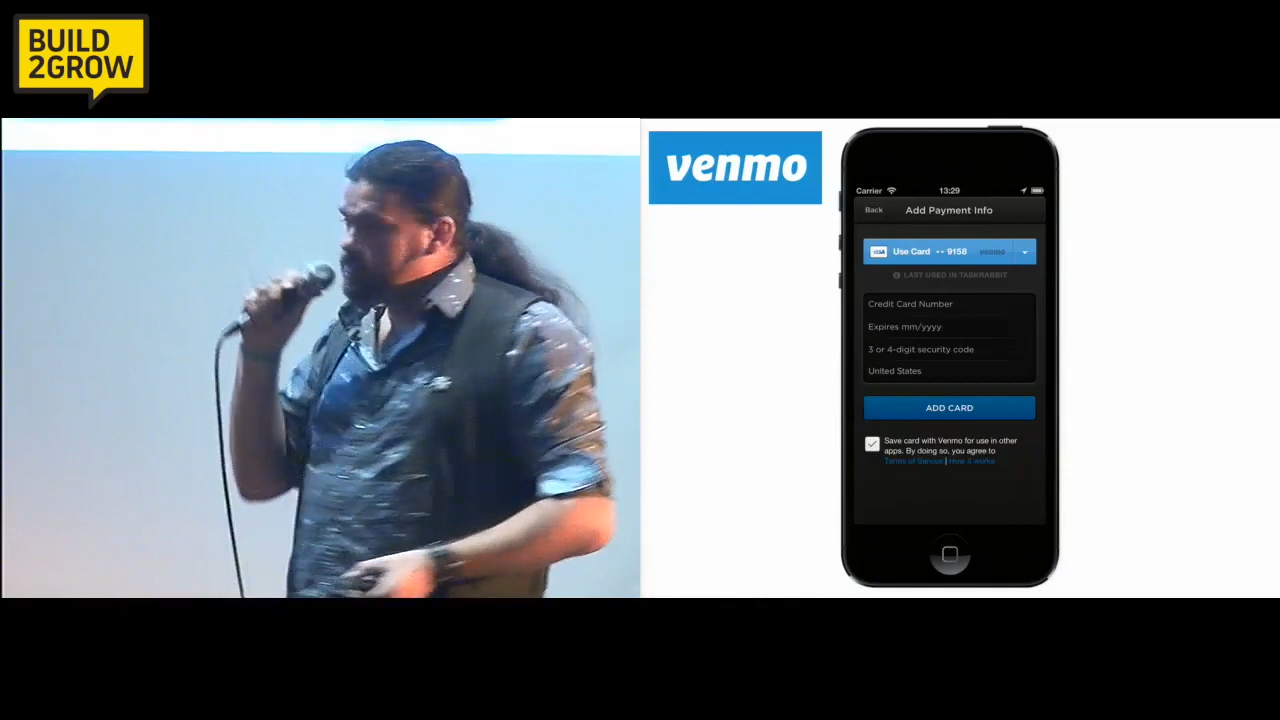 BUILD
2GROW
venmo
Carrier 13:29
Back Add Payment Info
VISA Use Card •• 9158 venmo
LAST USED IN TASKRABBIT
Credit Card Number
Expires mm/yyyy
3 or 4-digit security code
United States
ADD CARD
Save card with Venmo for use in other
apps. By doing so, you agree to
Terms of Service | How it works